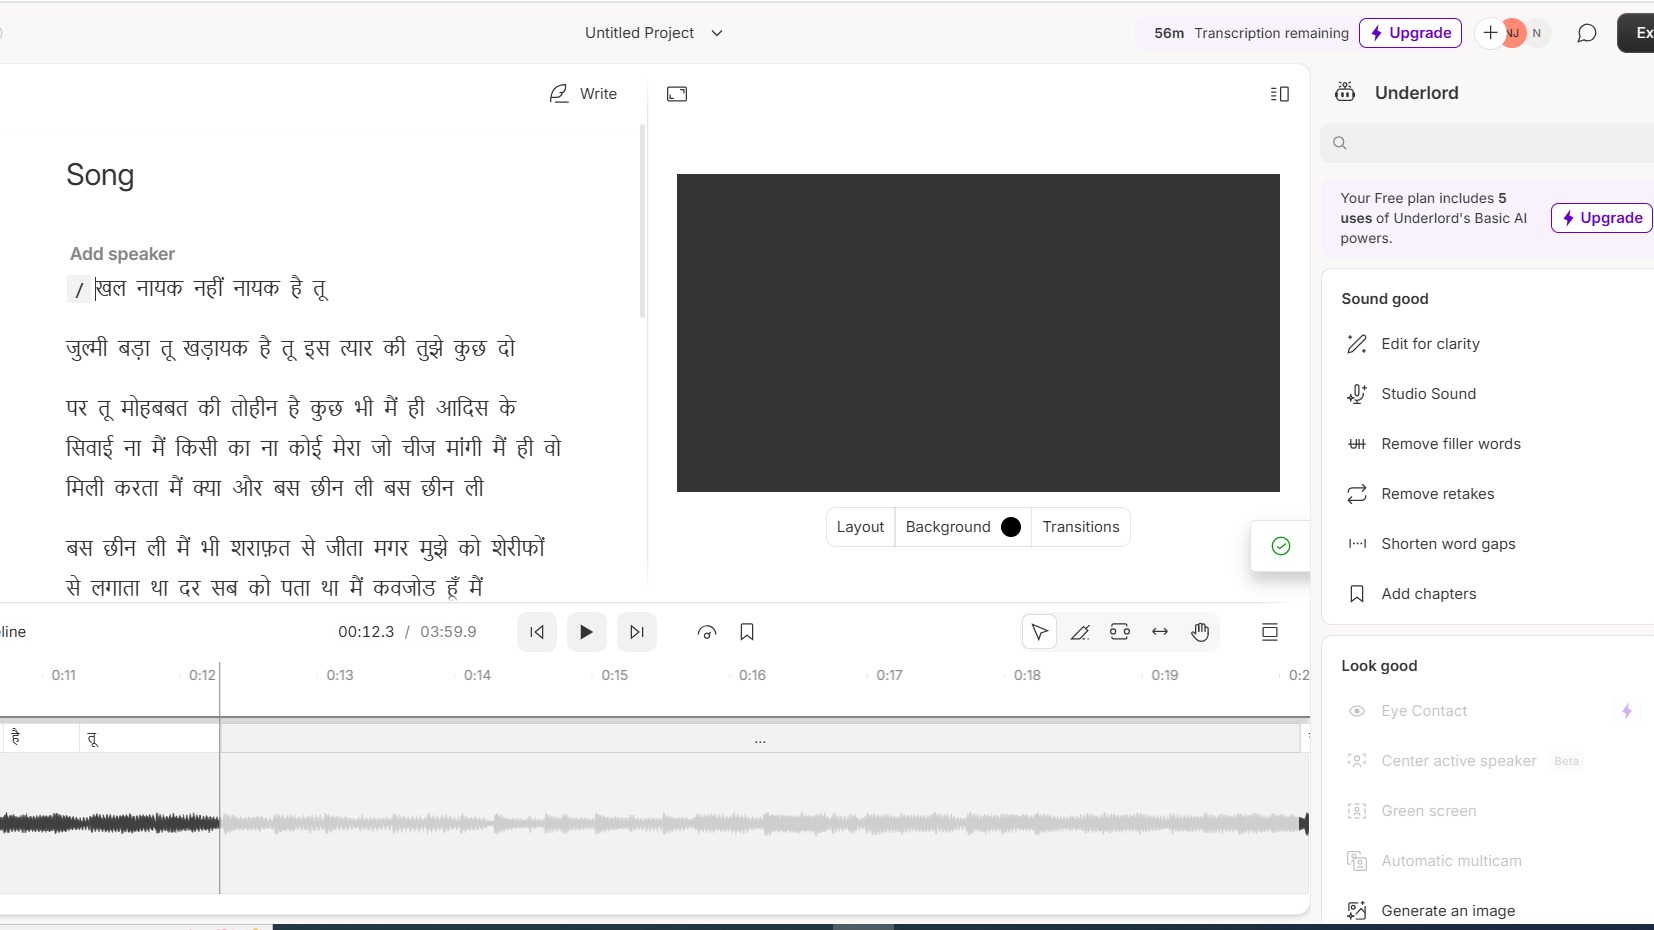 Untitled Project
56m Transcription remaining
Upgrade
NJ
N
Write
Underlord
Your Free plan includes 5
uses of Underlord's Basic AI
powers.
Upgrade
Song
Add speaker
/ खल नायक नहीं नायक है तू
जुल्मी बड़ा तू खड़ायक है तू इस त्यार की तुझे कुछ दो
पर तू मोहबबत की तोहीन है कुछ भी मैं ही आदिस के
सिवाई ना मैं किसी का ना कोई मेरा जो चीज मांगी मैं ही वो
मिली करता मैं क्या और बस छीन ली बस छीन ली
बस छीन ली मैं भी शराफ़त से जीता मगर मुझे को शेरीफों
से लगाता था दर सब को पता था मैं कवजोड हूँ मैं
Layout
Background
Transitions
Sound good
Edit for clarity
Studio Sound
Remove filler words
Remove retakes
Shorten word gaps
Add chapters
Look good
Eye Contact
Center active speaker Beta
Green screen
Automatic multicam
Generate an image
00:12.3 / 03:59.9
0:11 0:12 0:13 0:14 0:15 0:16 0:17 0:18 0:19
है तू ...